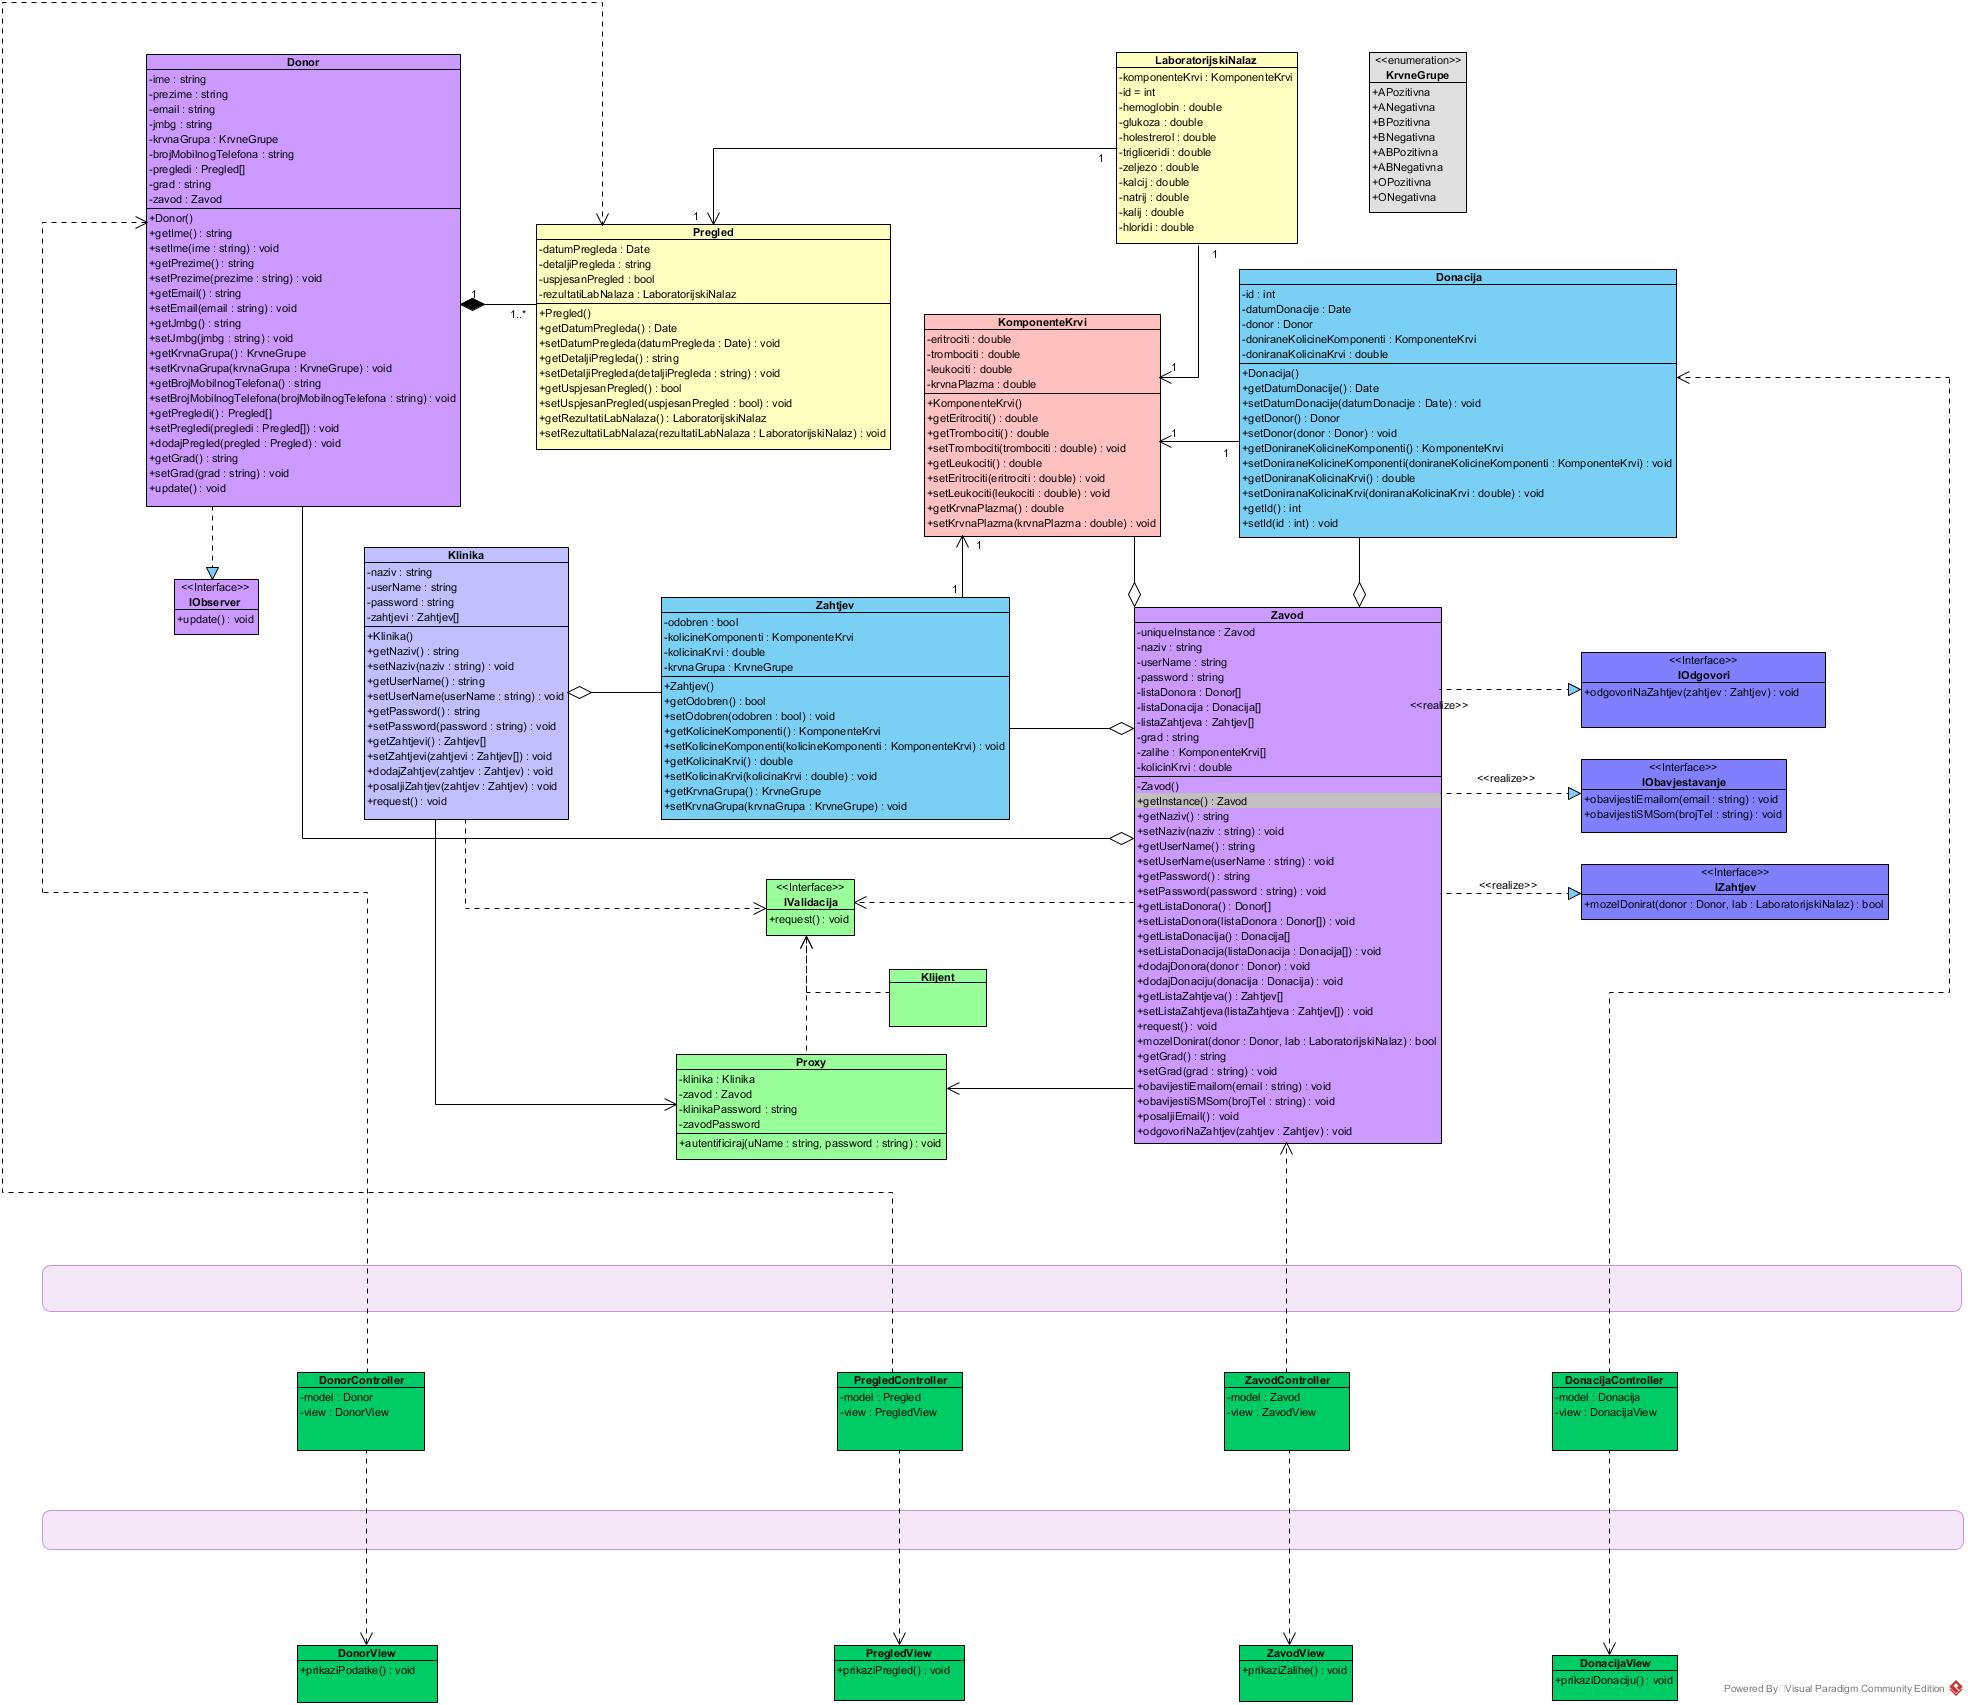 Donor
-ime : string
-prezime : string
-email : string
-jmbg : string
-krvnaGrupa : KrvneGrupe
-brojMobilnogTelefona : string
-pregledi : Pregled[]
-grad : string
-zavod : Zavod
+Donor()
+getIme() : string
+setIme(ime : string) : void
+getPrezime() : string
+setPrezime(prezime : string) : void
+getEmail() : string
+setEmail(email : string) : void
+getJmbg() : string
+setJmbg(jmbg : string) : void
+getKrvnaGrupa() : KrvneGrupe
+setKrvnaGrupa(krvnaGrupa : KrvneGrupe) : void
+getBrojMobilnogTelefona() : string
+setBrojMobilnogTelefona(brojMobilnogTelefona : string) : void
+getPregledi() : Pregled[]
+setPregledi(pregledi : Pregled[]) : void
+dodajPregled(pregled : Pregled) : void
+getGrad() : string
+setGrad(grad : string) : void
+update() : void
1
1..*
Pregled
-datumPregleda : Date
-detaljiPregleda : string
-uspjesanPregled : bool
-rezultatiLabNalaza : LaboratorijskiNalaz
+Pregled()
+getDatumPregleda() : Date
+setDatumPregleda(datumPregleda : Date) : void
+getDetaljiPregleda() : string
+setDetaljiPregleda(detaljiPregleda : string) : void
+getUspjesanPregled() : bool
+setUspjesanPregled(uspjesanPregled : bool) : void
+getRezultatiLabNalaza() : LaboratorijskiNalaz
+setRezultatiLabNalaza(rezultatiLabNalaza : LaboratorijskiNalaz) : void
1
1
LaboratorijskiNalaz
-komponenteKrvi : KomponenteKrvi
-id = int
-hemoglobin : double
-glukoza : double
-holestrerol : double
-trigliceridi : double
-zeljezo : double
-kalcij : double
-natrij : double
-kalij : double
-hloridi : double
1
1
<<enumeration>>
KrvneGrupe
+APozitivna
+ANegativna
+BPozitivna
+BNegativna
+ABPozitivna
+ABNegativna
+OPozitivna
+ONegativna
KomponenteKrvi
-eritrociti : double
-trombociti : double
-leukociti : double
-krvnaPlazma : double
+KomponenteKrvi()
+getEritrociti() : double
+getTrombociti() : double
+setTrombociti(trombociti : double) : void
+getLeukociti() : double
+setEritrociti(eritrociti : double) : void
+setLeukociti(leukociti : double) : void
+getKrvnaPlazma() : double
+setKrvnaPlazma(krvnaPlazma : double) : void
1
1
Donacija
-id : int
-datumDonacije : Date
-donor : Donor
-doniraneKolicineKomponenti : KomponenteKrvi
-doniranaKolicinaKrvi : double
+Donacija()
+getDatumDonacije() : Date
+setDatumDonacije(datumDonacije : Date) : void
+getDonor() : Donor
+setDonor(donor : Donor) : void
+getDoniraneKolicineKomponenti() : KomponenteKrvi
+setDoniraneKolicineKomponenti(doniraneKolicineKomponenti : KomponenteKrvi) : void
+getDoniranaKolicinaKrvi() : double
+setDoniranaKolicinaKrvi(doniranaKolicinaKrvi : double) : void
+getId() : int
+setId(id : int) : void
<<Interface>>
IObserver
+update() : void
Klinika
-naziv : string
-userName : string
-password : string
-zahtjevi : Zahtjev[]
+Klinika()
+getNaziv() : string
+setNaziv(naziv : string) : void
+getUserName() : string
+setUserName(userName : string) : void
+getPassword() : string
+setPassword(password : string) : void
+getZahtjevi() : Zahtjev[]
+setZahtjevi(zahtjevi : Zahtjev[]) : void
+dodajZahtjev(zahtjev : Zahtjev) : void
+posaljiZahtjev(zahtjev : Zahtjev) : void
+request() : void
1
1
Zahtjev
-odobren : bool
-kolicineKomponenti : KomponenteKrvi
-kolicinaKrvi : double
-krvnaGrupa : KrvneGrupe
+Zahtjev()
+getOdobren() : bool
+setOdobren(odobren : bool) : void
+getKolicineKomponenti() : KomponenteKrvi
+setKolicineKomponenti(kolicineKomponenti : KomponenteKrvi) : void
+getKolicinaKrvi() : double
+setKolicinaKrvi(kolicinaKrvi : double) : void
+getKrvnaGrupa() : KrvneGrupe
+setKrvnaGrupa(krvnaGrupa : KrvneGrupe) : void
Zavod
-uniqueInstance : Zavod
-naziv : string
-userName : string
-password : string
-listaDonora : Donor[]
-listaDonacija : Donacija[]
-listaZahtjeva : Zahtjev[]
-grad : string
-zalihe : KomponenteKrvi[]
-kolicinKrvi : double
-Zavod()
+getInstance() : Zavod
+getNaziv() : string
+setNaziv(naziv : string) : void
+getUserName() : string
+setUserName(userName : string) : void
+getPassword() : string
+setPassword(password : string) : void
+getListaDonora() : Donor[]
+setListaDonora(listaDonora : Donor[]) : void
+getListaDonacija() : Donacija[]
+setListaDonacija(listaDonacija : Donacija[]) : void
+dodajDonora(donor : Donor) : void
+dodajDonaciju(donacija : Donacija) : void
+getListaZahtjeva() : Zahtjev[]
+setListaZahtjeva(listaZahtjeva : Zahtjev[]) : void
+request() : void
+mozelDonirat(donor : Donor, lab : LaboratorijskiNalaz) : bool
+getGrad() : string
+setGrad(grad : string) : void
+obavijestiEmailom(email : string) : void
+obavijestiSMSom(brojTel : string) : void
+posaljiEmail() : void
+odgovoriNaZahtjev(zahtjev : Zahtjev) : void
<<realize>>
<<Interface>>
IOdgovori
+odgovoriNaZahtjev(zahtjev : Zahtjev) : void
<<realize>>
<<Interface>>
IObavjestavanje
+obavijestiEmailom(email : string) : void
+obavijestiSMSom(brojTel : string) : void
<<realize>>
<<Interface>>
IZahtjev
+mozelDonirat(donor : Donor, lab : LaboratorijskiNalaz) : bool
<<Interface>>
IValidacija
+request() : void
Klijent
Proxy
-klinika : Klinika
-zavod : Zavod
-klinikaPassword : string
-zavodPassword
+autentificiraj(uName : string, password : string) : void
DonorController
-model : Donor
-view : DonorView
PregledController
-model : Pregled
-view : PregledView
ZavodController
-model : Zavod
-view : ZavodView
DonacijaController
-model : Donacija
-view : DonacijaView
DonorView
+prikaziPodatke() : void
PregledView
+prikaziPregled() : void
ZavodView
+prikaziZalihe() : void
DonacijaView
+prikaziDonaciju() : void
Powered By Visual Paradigm Community Edition